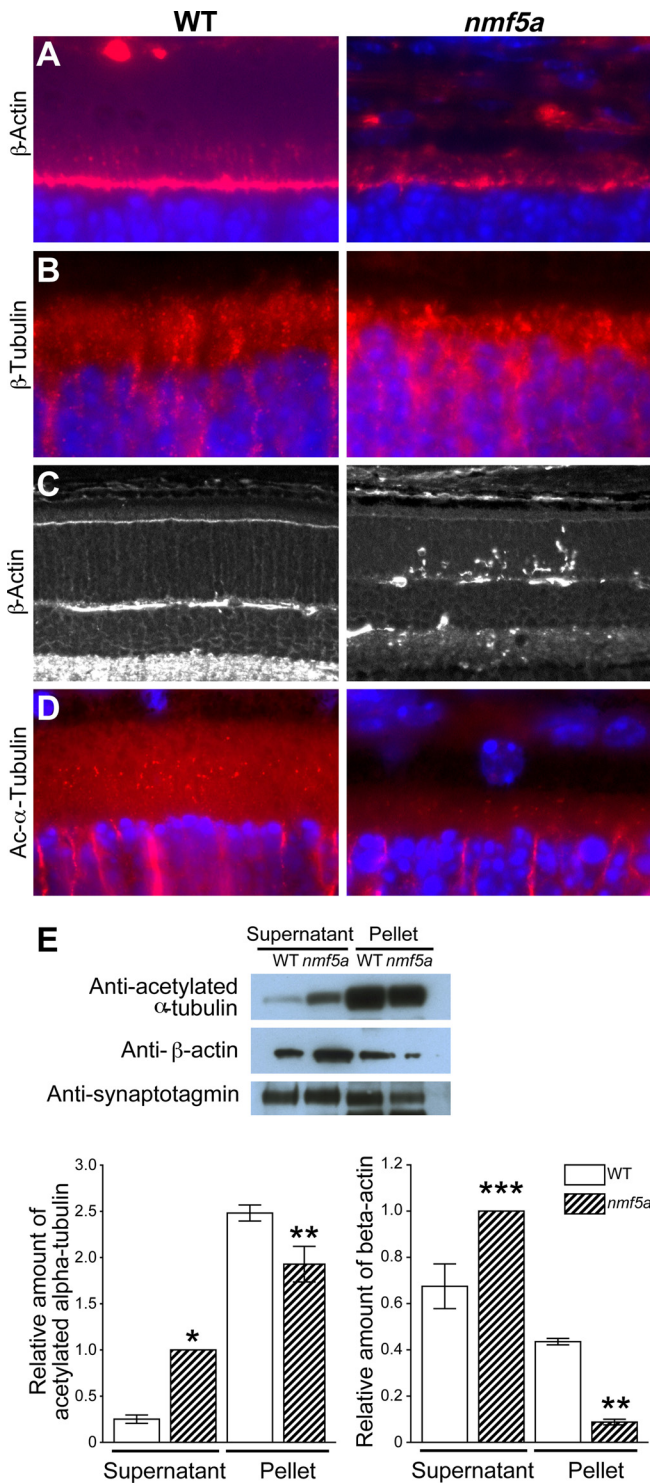 WT nmf5a
A
β-Actin
B
β-Tubulin
C
β-Actin
D
Ac-α-Tubulin
E
Supernatant Pellet
WT nmf5a WT nmf5a
Anti-acetylated
α-tubulin
Anti- β-actin
Anti-synaptotagmin
Relative amount of
acetylated alpha-tubulin
3.0
2.5
2.0
1.5
1.0
0.5
0
*
**
Supernatant Pellet
Relative amount of beta-actin
1.2
1.0
0.8
0.6
0.4
0.2
0
***
**
WT
nmf5a
Supernatant Pellet